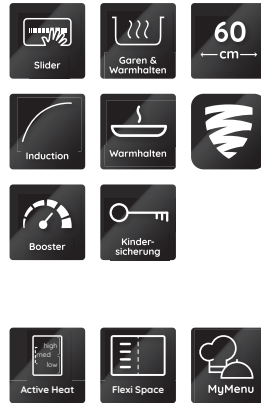 Slider
Garen &
Warmhalten
60
cm
Induction
Warmhalten
Booster
Kinder-
sicherung
high
med
low
Active Heat
Flexi Space
MyMenu